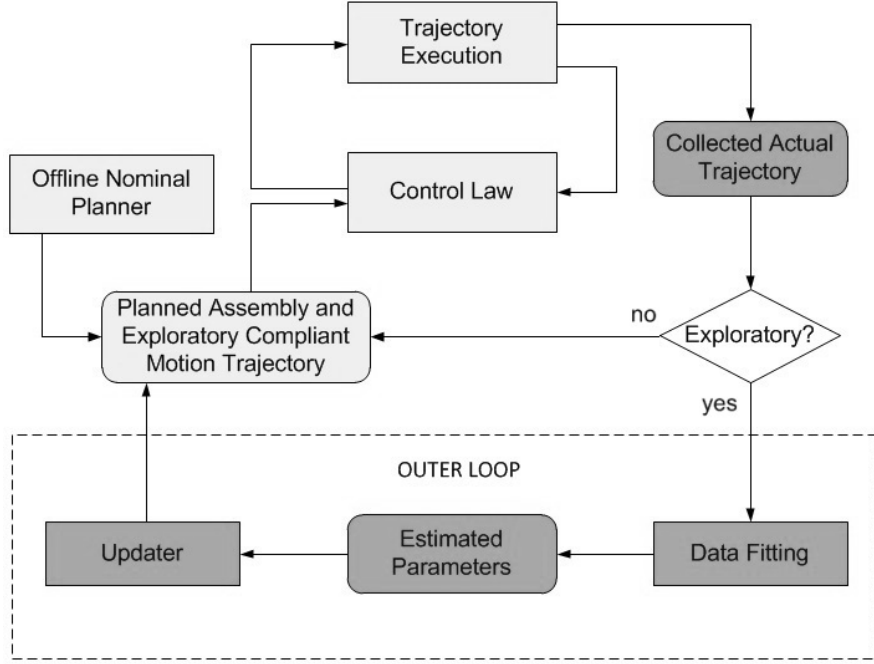 Trajectory
Execution
Collected Actual
Trajectory
Offline Nominal
Planner
Control Law
Planned Assembly and
Exploratory Compliant
Motion Trajectory
no
Exploratory?
yes
OUTER LOOP
Updater
Estimated
Parameters
Data Fitting